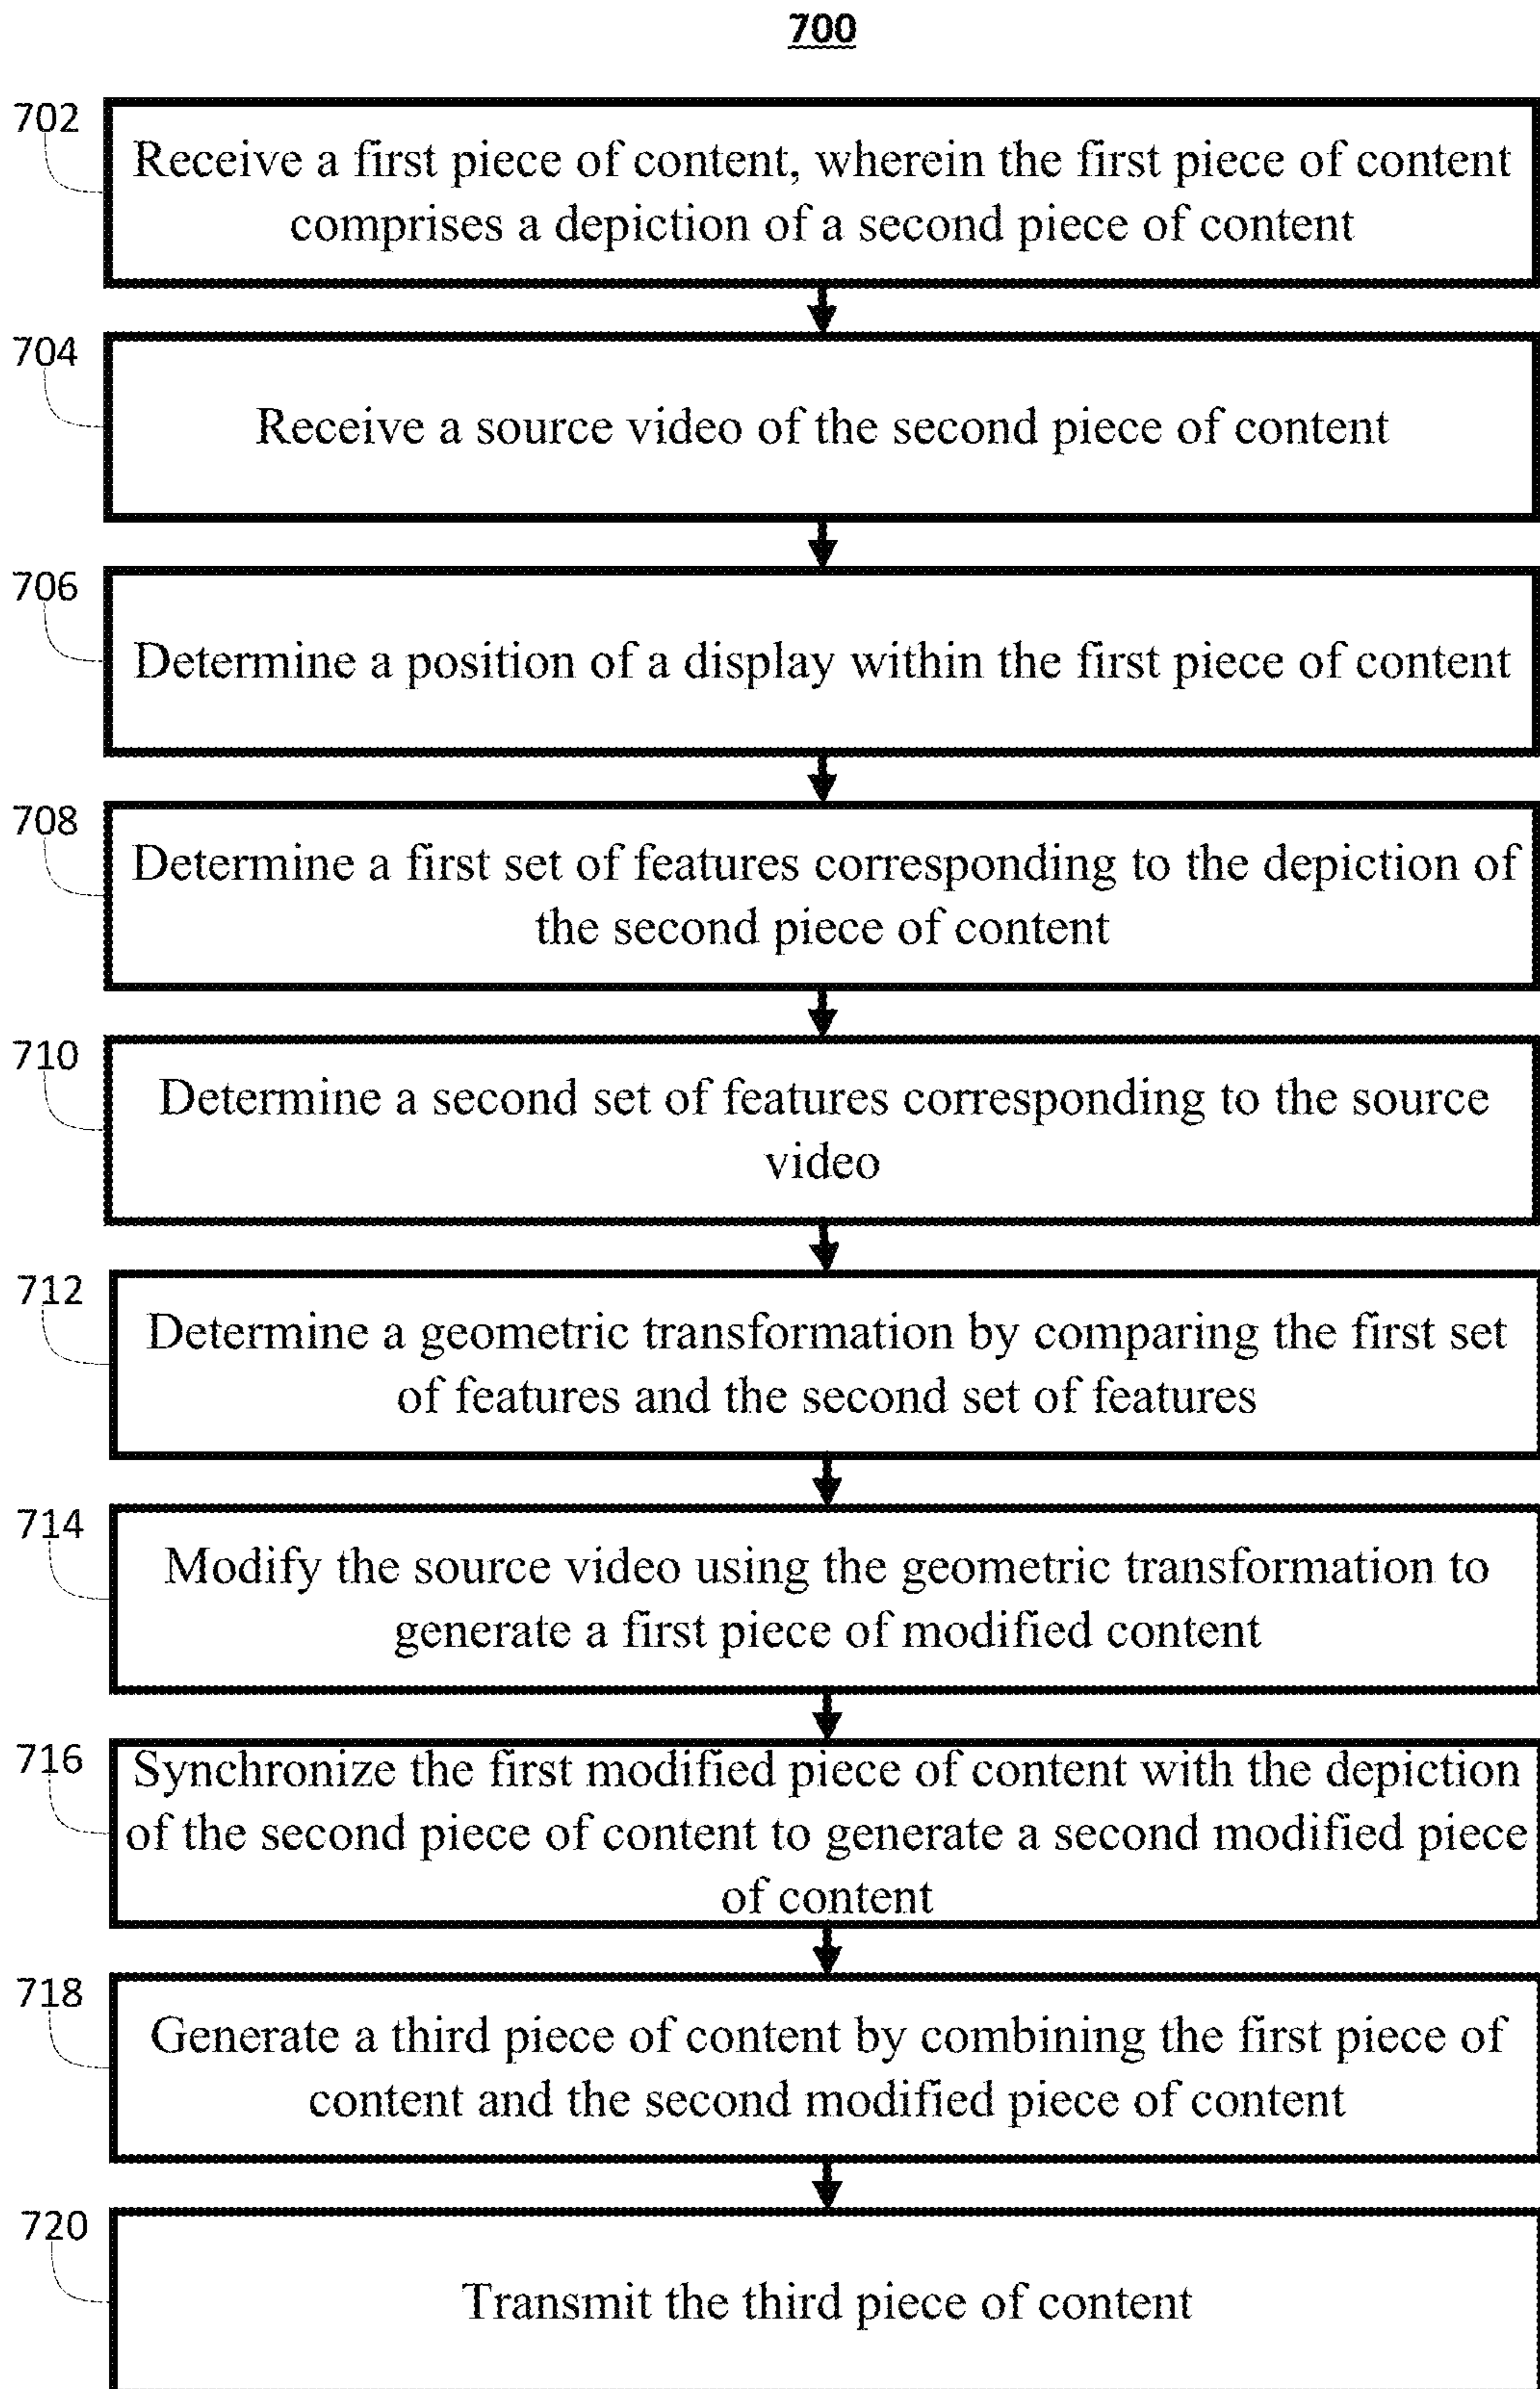 700
702
Receive a first piece of content, wherein the first piece of content
comprises a depiction of a second piece of content
704
Receive a source video of the second piece of content
706
Determine a position of a display within the first piece of content
708
Determine a first set of features corresponding to the depiction of
the second piece of content
710
Determine a second set of features corresponding to the source
video
712
Determine a geometric transformation by comparing the first set
of features and the second set of features
714
Modify the source video using the geometric transformation to
generate a first piece of modified content
716
Synchronize the first modified piece of content with the depiction
of the second piece of content to generate a second modified piece
of content
718
Generate a third piece of content by combining the first piece of
content and the second modified piece of content
720
Transmit the third piece of content